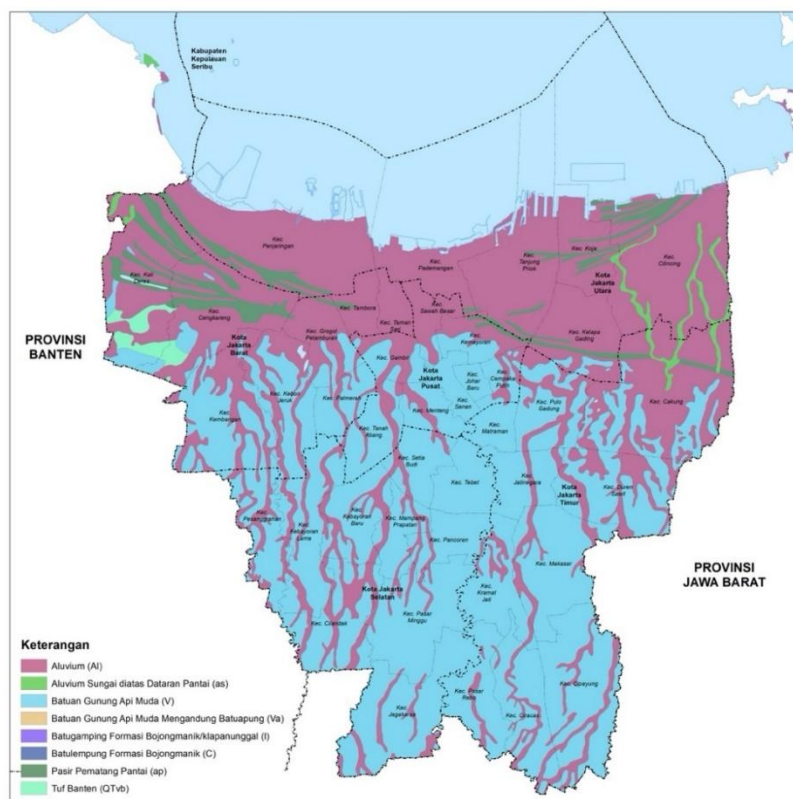 Kabupaten
Kepulauan
Seribu
Kec.
Penjaringan
Kec.
Pademangan
Kec.
Tanjung
Priok
Kec. Koja
Kec.
Cilincing
Kota
Jakarta
Utara
Kec. Kali
Deres
Kec.
Cengkareng
Kec. Tambora
Kec. Taman
Sari
Kec.
Sawah Besar
Kec. Kelapa
Gading
PROVINSI
BANTEN
Kota
Jakarta
Barat
Kec. Grogol
Petamburan
Kec.
Gambir
Kec.
Kemayoran
Kota
Jakarta
Pusat
Kec.
Johar
Baru
Kec.
Cempaka
Putih
Kec. Kebon
Jeruk
Kec. Palmerah
Kec. Menteng
Kec.
Senen
Kec. Pulo
Gadung
Kec. Cakung
Kec.
Kembangan
Kec. Tanah
Abang
Kec.
Matraman
Kec. Setia
Budi
Kec. Tebet
Kec.
Jatinegara
Kota
Jakarta
Timur
Kec. Duren
Sawit
Kec.
Pesanggrahan
Kec.
Kebayoran
Lama
Kec.
Kebayoran
Baru
Kec. Mampang
Prapatan
Kec. Pancoran
Kec. Makasar
PROVINSI
JAWA BARAT
Kota Jakarta
Selatan
Kec.
Kramat
Jati
Kec. Cilandak
Kec. Pasar
Minggu
Kec.
Jagakarsa
Kec. Pasar
Rebo
Kec. Cipayung
Kec. Ciracas
Keterangan
Aluvium (Al)
Aluvium Sungai diatas Dataran Pantai (as)
Batuan Gunung Api Muda (V)
Batuan Gunung Api Muda Mengandung Batuapung (Va)
Batugamping Formasi Bojongmanik/klapanunggal (l)
Batulempung Formasi Bojongmanik (C)
Pasir Pematang Pantai (ap)
Tuf Banten (QTvb)